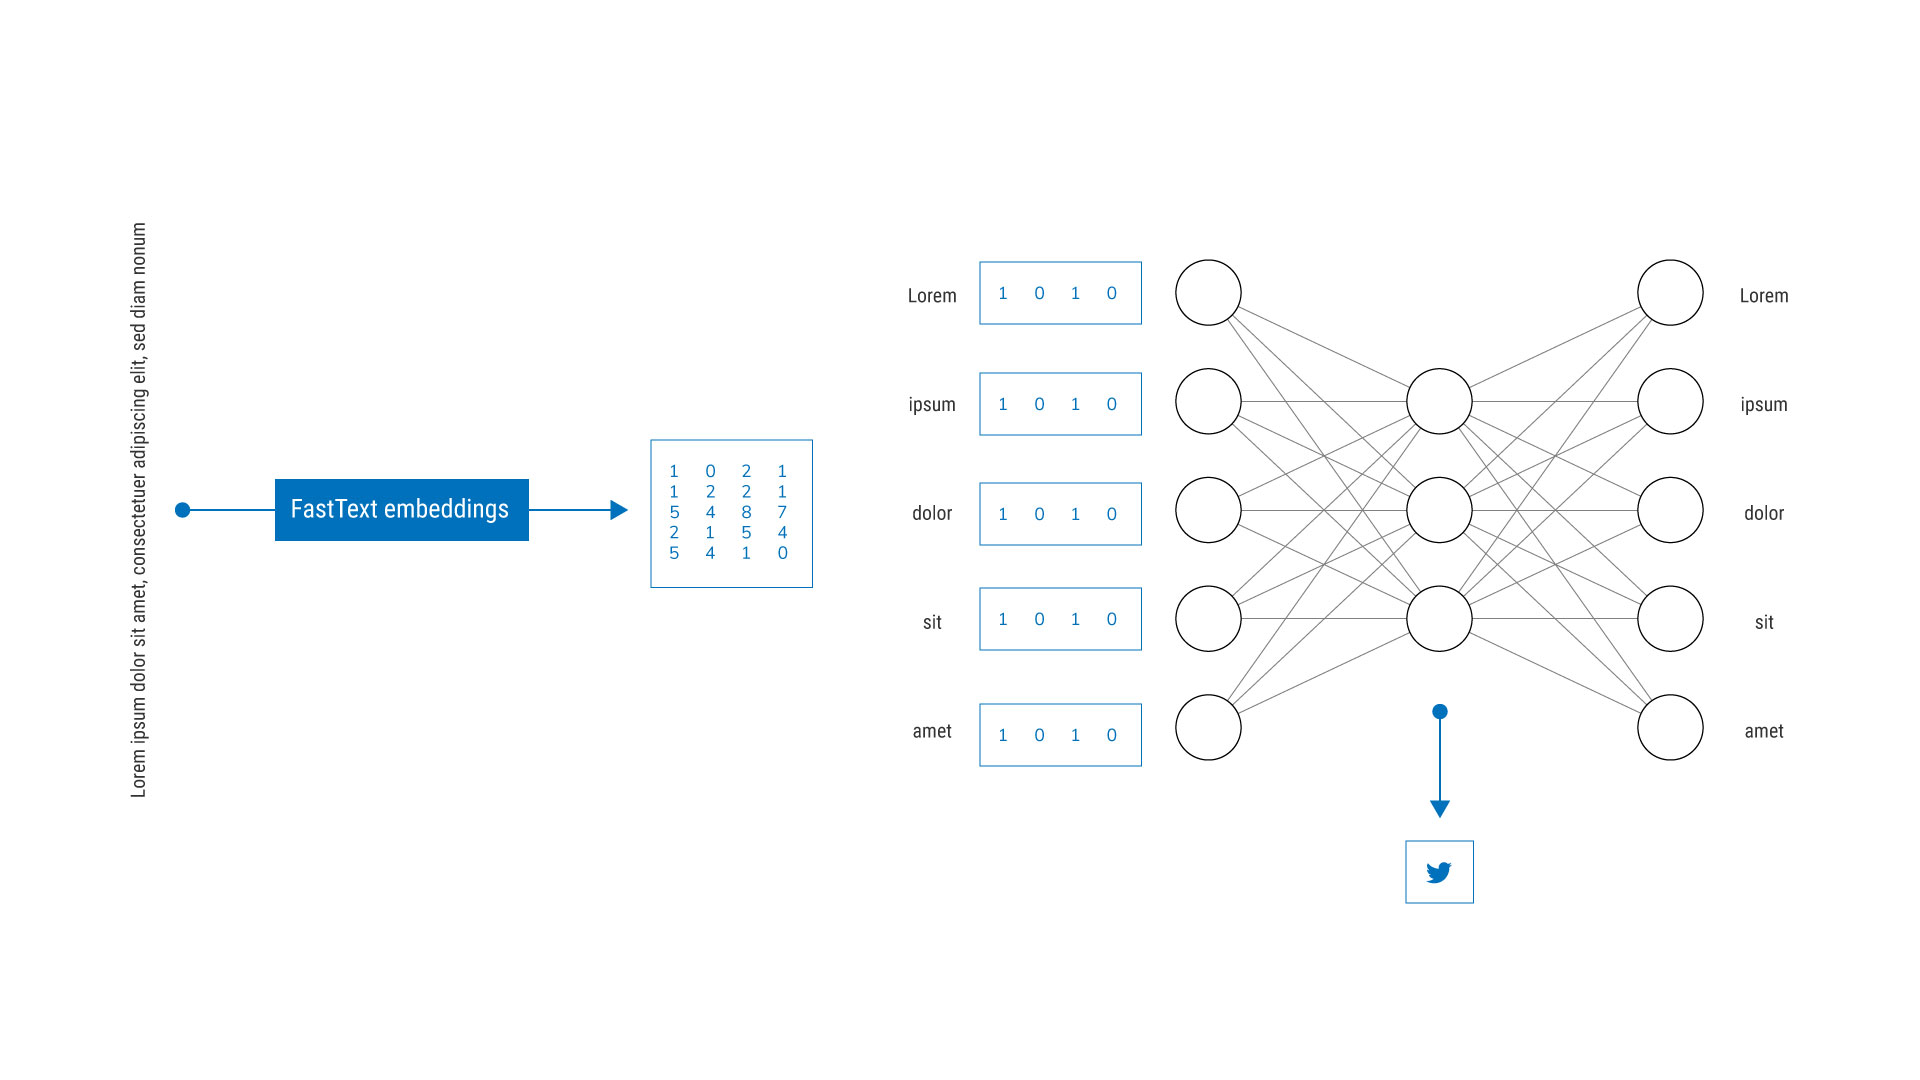 Lorem ipsum dolor sit amet, consectetuer adipiscing elit, sed diam nonum
FastText embeddings
1 0 2 1
1 2 2 1
5 4 8 7
2 1 5 4
5 4 1 0
Lorem 1 0 1 0 Lorem
ipsum 1 0 1 0 ipsum
dolor 1 0 1 0 dolor
sit 1 0 1 0 sit
amet 1 0 1 0 amet